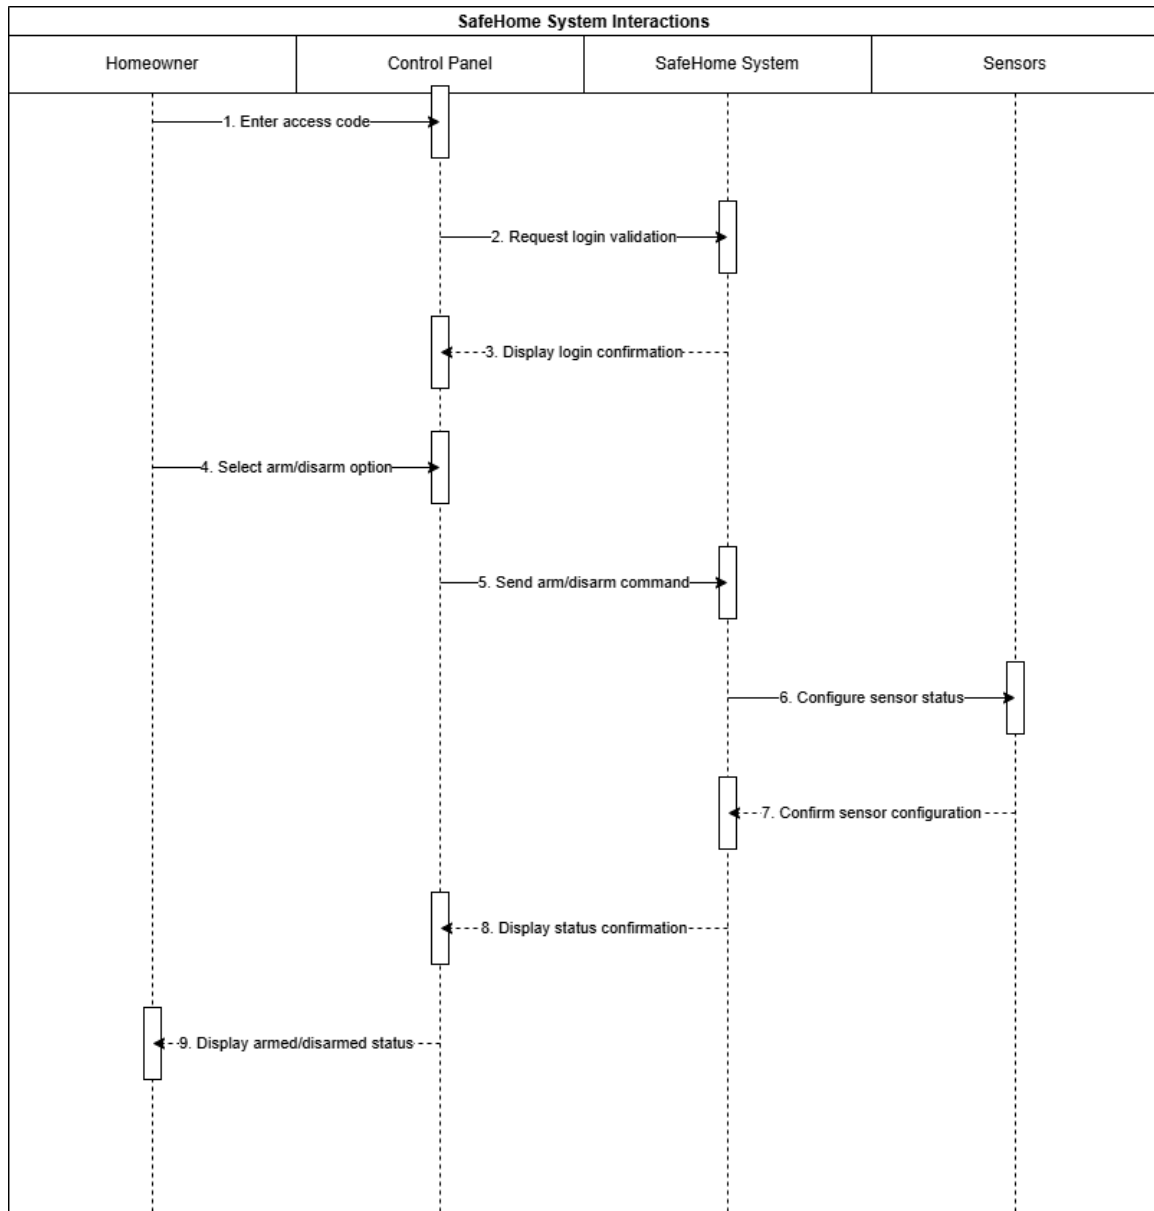 SafeHome System Interactions
Homeowner
Control Panel
SafeHome System
Sensors
1. Enter access code
2. Request login validation
3. Display login confirmation
4. Select arm/disarm option
5. Send arm/disarm command
6. Configure sensor status
7. Confirm sensor configuration
8. Display status confirmation
9. Display armed/disarmed status